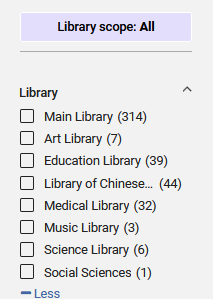 Library scope: All
Library
Main Library (314)
Art Library (7)
Education Library (39)
Library of Chinese... (44)
Medical Library (32)
Music Library (3)
Science Library (6)
Social Sciences (1)
Less